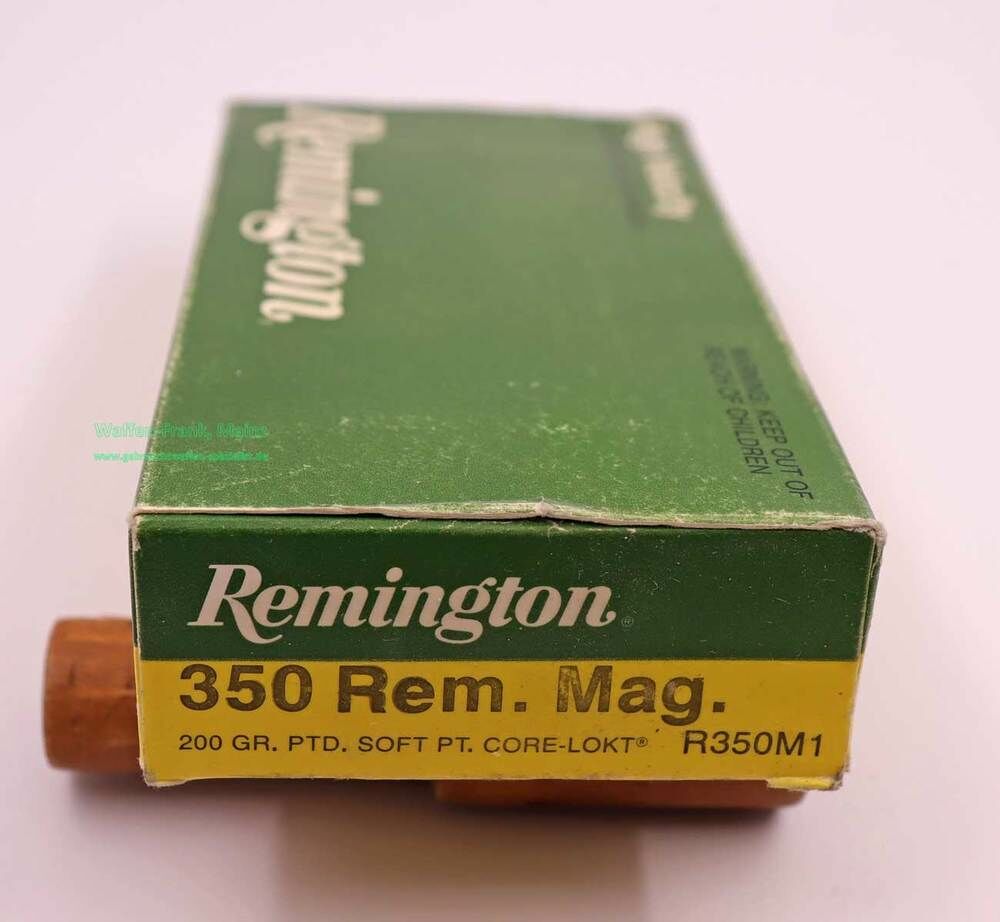 Remington
WARNING: KEEP OUT OF
REACH OF CHILDREN
Waffen-Frank, Mainz
Remington®
350 Rem. Mag.
200 GR. PTD. SOFT PT. CORE-LOKT® R350M1